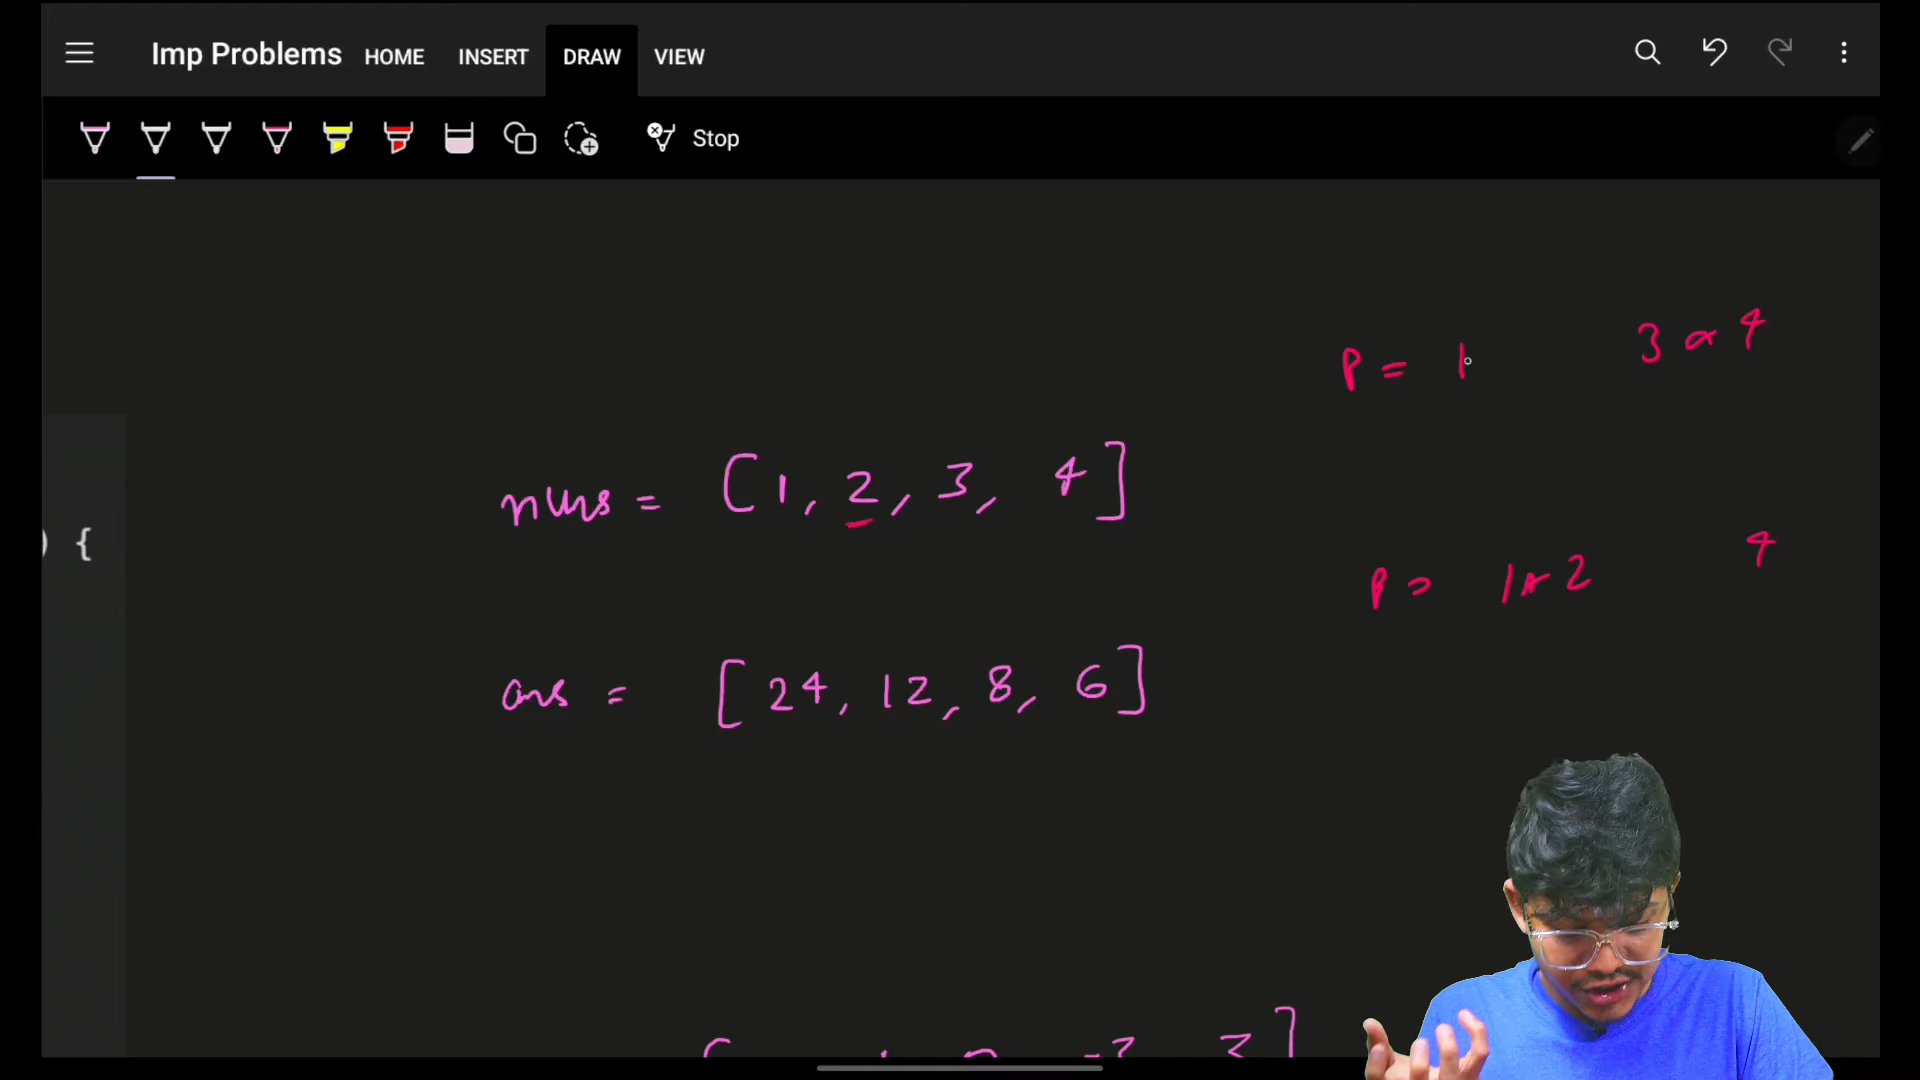 Imp Problems HOME INSERT DRAW VIEW
Stop
P = 1 3 * 4
nums = [1, 2, 3, 4]
) {
P = 1 * 2 4
ans = [24, 12, 8, 6]
3]